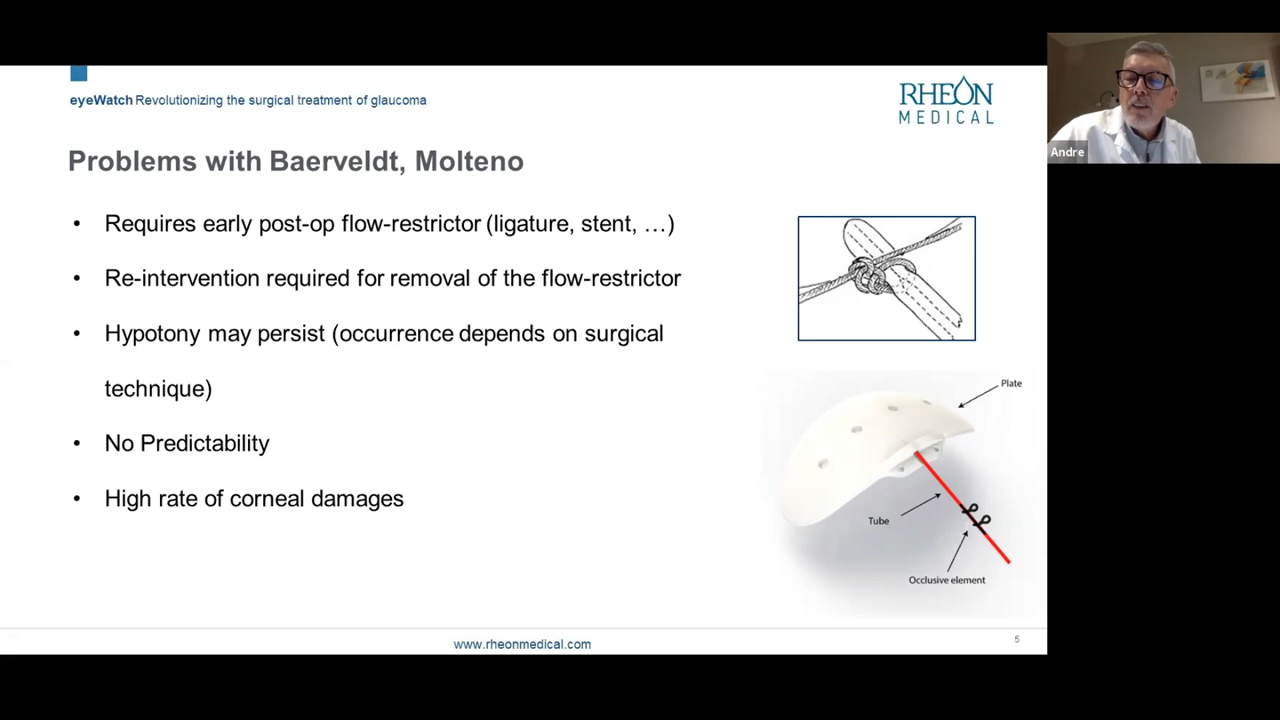 eyeWatch Revolutionizing the surgical treatment of glaucoma
RHEON
MEDICAL
Andre
Problems with Baerveldt, Molteno
• Requires early post-op flow-restrictor (ligature, stent, …)
• Re-intervention required for removal of the flow-restrictor
• Hypotony may persist (occurrence depends on surgical
technique)
• No Predictability
• High rate of corneal damages
Plate
Tube
Occlusive element
www.rheonmedical.com
5